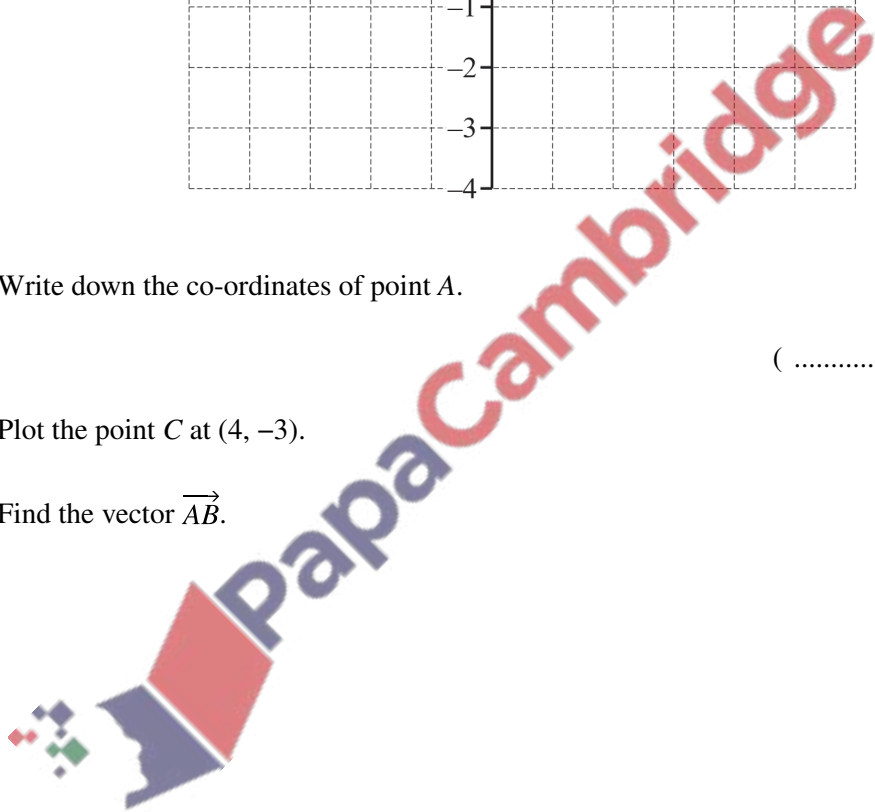 –1
–2
–3
–4
Write down the co-ordinates of point A.
( ...........
Plot the point C at (4, −3).
Find the vector AB.
PapaCambridge